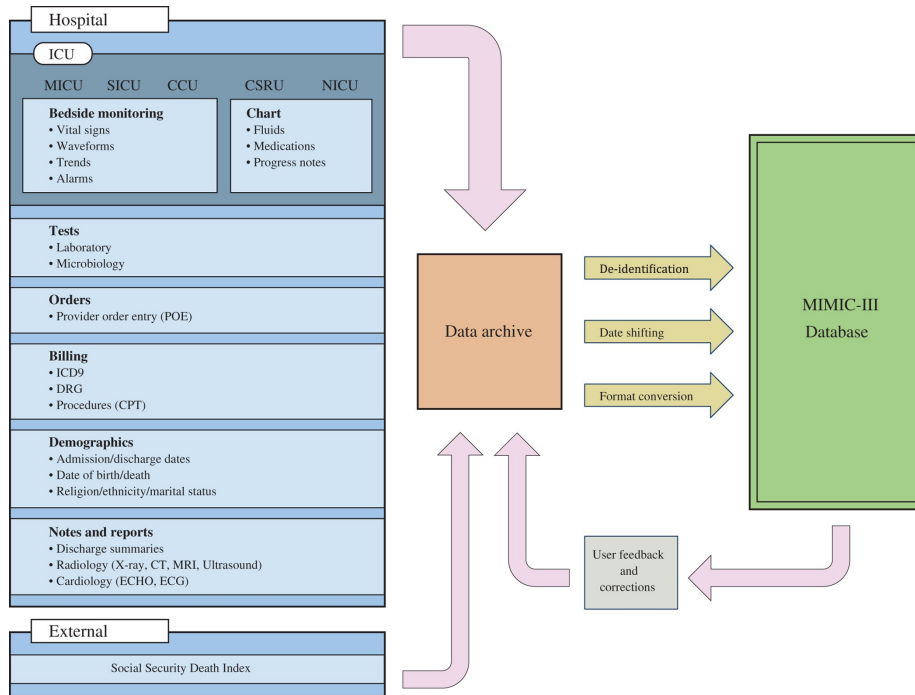 Hospital
ICU
MICU SICU CCU CSRU NICU
Bedside monitoring
• Vital signs
• Waveforms
• Trends
• Alarms
Chart
• Fluids
• Medications
• Progress notes
Tests
• Laboratory
• Microbiology
Orders
• Provider order entry (POE)
Billing
• ICD9
• DRG
• Procedures (CPT)
Demographics
• Admission/discharge dates
• Date of birth/death
• Religion/ethnicity/marital status
Notes and reports
• Discharge summaries
• Radiology (X-ray, CT, MRI, Ultrasound)
• Cardiology (ECHO, ECG)
External
Social Security Death Index
Data archive
De-identification
Date shifting
Format conversion
MIMIC-III
Database
User feedback
and
corrections